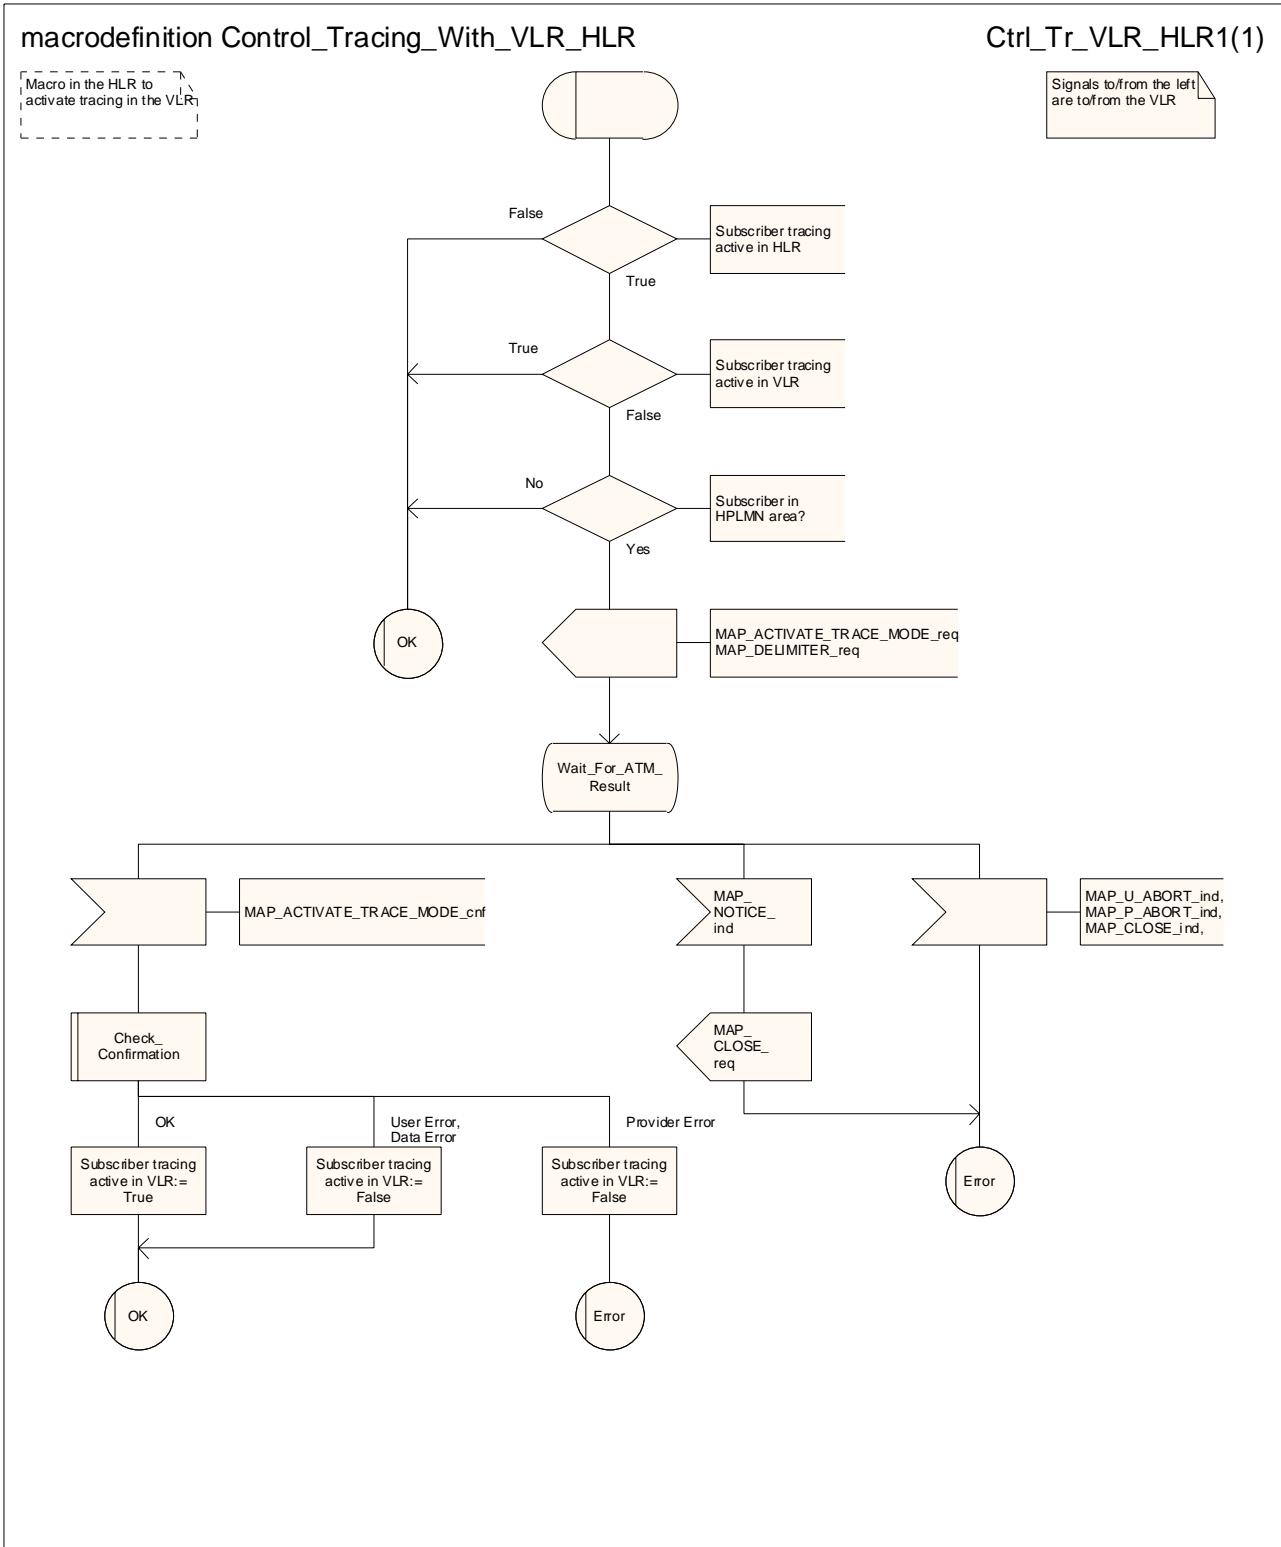 macrodefinition Control_Tracing_With_VLR_HLR
Ctrl_Tr_VLR_HLR1(1)
Macro in the HLR to
activate tracing in the VLR
Signals to/from the left
are to/from the VLR
False
Subscriber tracing
active in HLR
True
True
Subscriber tracing
active in VLR
False
No
Subscriber in
HPLMN area?
Yes
OK
MAP_ACTIVATE_TRACE_MODE_req
MAP_DELIMITER_req
Wait_For_ATM_
Result
MAP_ACTIVATE_TRACE_MODE_cnf
MAP_
NOTICE_
ind
MAP_U_ABORT_ind,
MAP_P_ABORT_ind,
MAP_CLOSE_ind,
Check_
Confirmation
MAP_
CLOSE_
req
OK
User Error,
Data Error
Provider Error
Subscriber tracing
active in VLR:=
True
Subscriber tracing
active in VLR:=
False
Subscriber tracing
active in VLR:=
False
Error
OK
Error